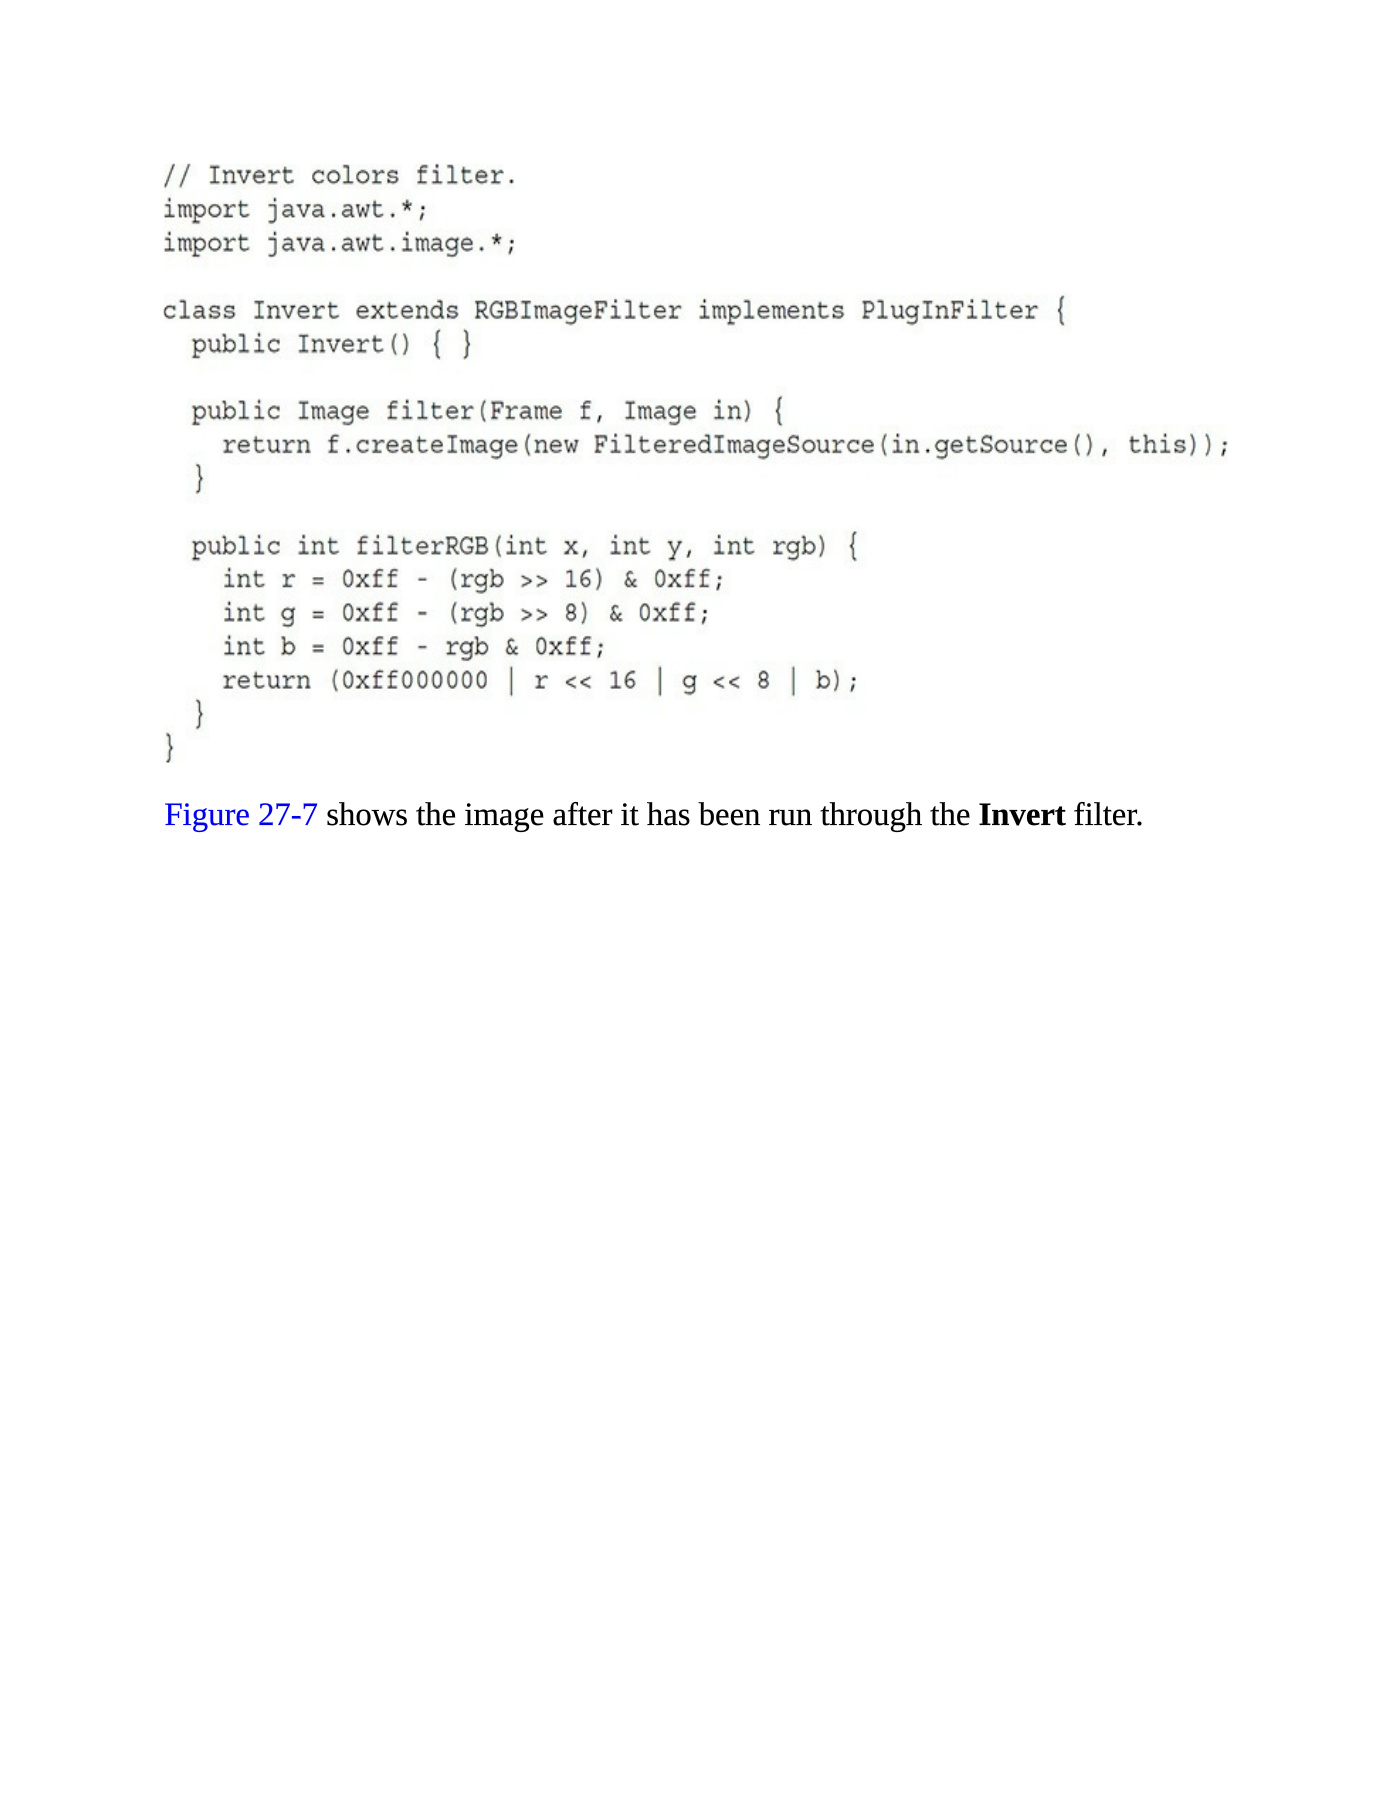 // Invert colors filter.
import java.awt.*;
import java.awt.image.*;

class Invert extends RGBImageFilter implements PlugInFilter {
  public Invert() { }

  public Image filter(Frame f, Image in) {
    return f.createImage(new FilteredImageSource(in.getSource(), this));
  }

  public int filterRGB(int x, int y, int rgb) {
    int r = 0xff - (rgb >> 16) & 0xff;
    int g = 0xff - (rgb >> 8) & 0xff;
    int b = 0xff - rgb & 0xff;
    return (0xff000000 | r << 16 | g << 8 | b);
  }
}
Figure 27-7 shows the image after it has been run through the Invert filter.